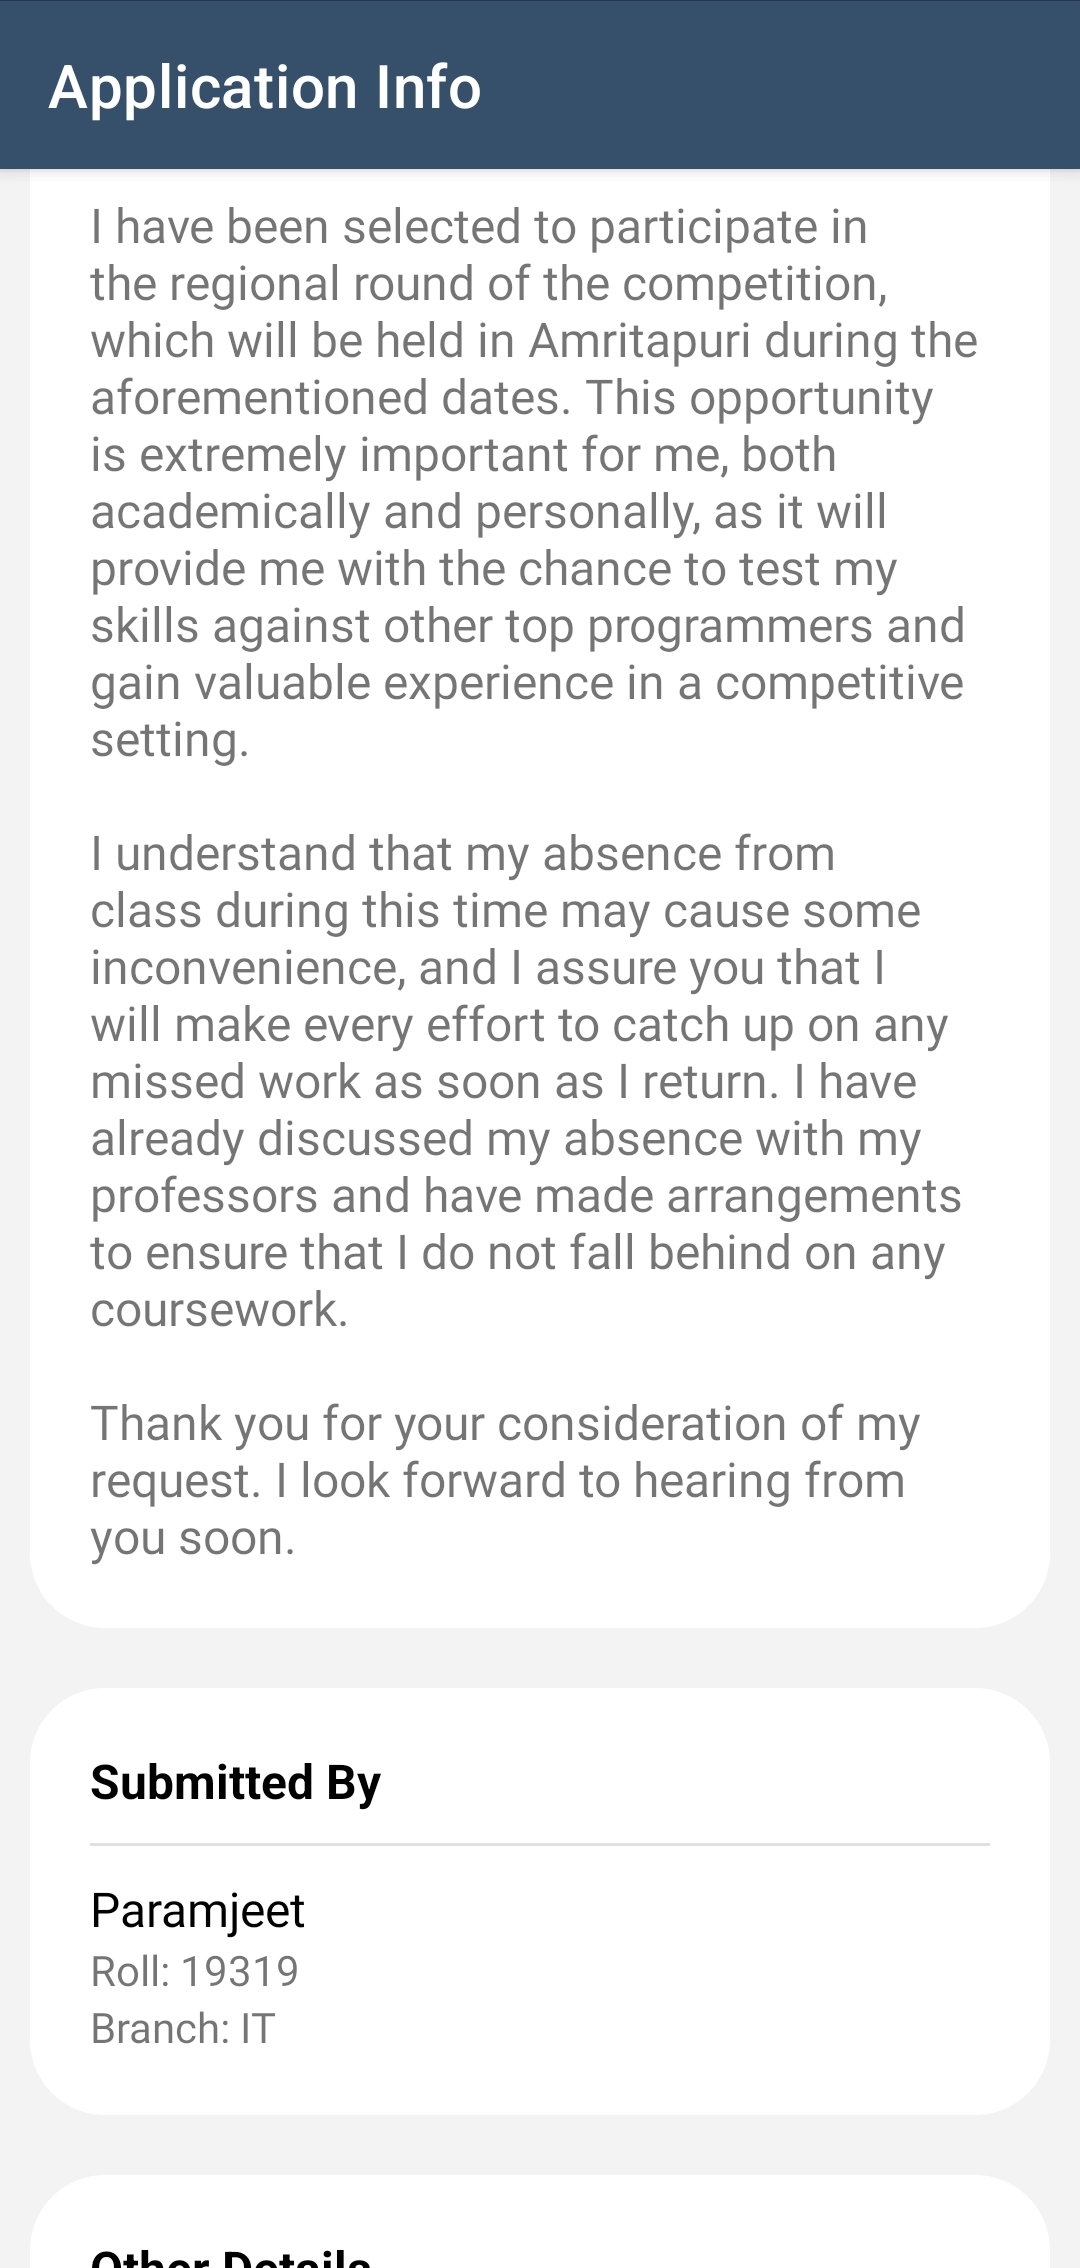 Application Info
I have been selected to participate in
the regional round of the competition,
which will be held in Amritapuri during the
aforementioned dates. This opportunity
is extremely important for me, both
academically and personally, as it will
provide me with the chance to test my
skills against other top programmers and
gain valuable experience in a competitive
setting.
I understand that my absence from
class during this time may cause some
inconvenience, and I assure you that I
will make every effort to catch up on any
missed work as soon as I return. I have
already discussed my absence with my
professors and have made arrangements
to ensure that I do not fall behind on any
coursework.
Thank you for your consideration of my
request. I look forward to hearing from
you soon.
Submitted By
Paramjeet
Roll: 19319
Branch: IT
Other Details